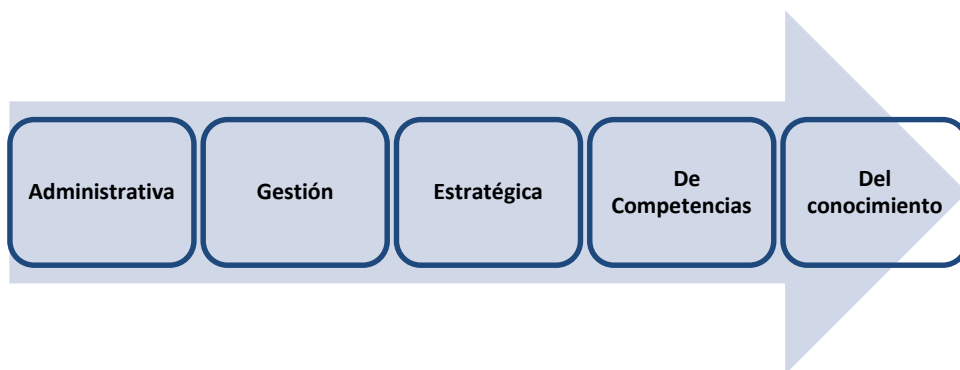 Administrativa
Gestión
Estratégica
De
Competencias
Del
conocimiento